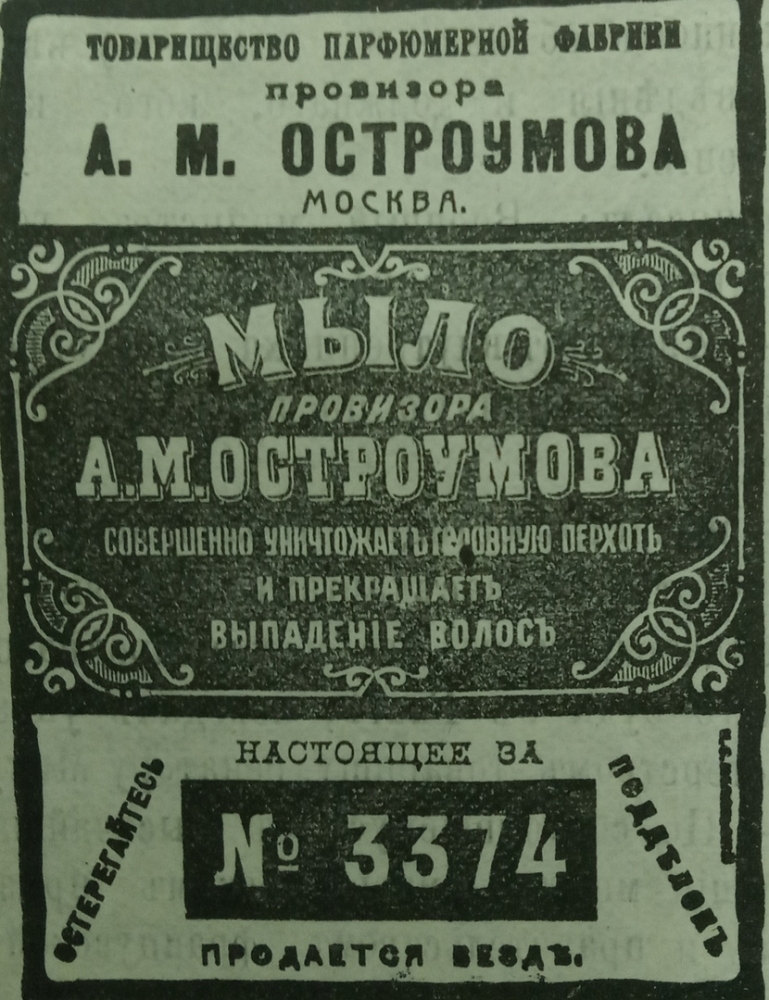 ТОВАРИЩЕСТВО ПАРФЮМЕРНОЙ ФАБРИКИ
провизора
А. М. ОСТРОУМОВА
МОСКВА.
МЫЛО
ПРОВИЗОРА
А.М.ОСТРОУМОВА
СОВЕРШЕННО УНИЧТОЖАЕТЪ ГОЛОВНУЮ ПЕРХОТЬ
И ПРЕКРАЩАЕТЪ
ВЫПАДЕНІЕ ВОЛОСЪ
НАСТОЯЩЕЕ ЗА
№ 3374
ОСТЕРЕГАЙТЕСЬ
ПОДДѢЛОКЪ
ПРОДАЕТСЯ ВЕЗДѢ.